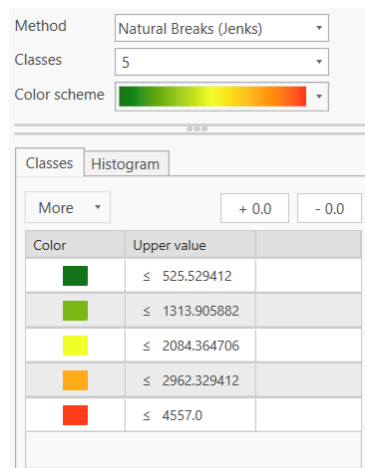 Method Natural Breaks (Jenks)
Classes 5
Color scheme
Classes Histogram
More + 0.0 - 0.0
Color Upper value
≤ 525.529412
≤ 1313.905882
≤ 2084.364706
≤ 2962.329412
≤ 4557.0